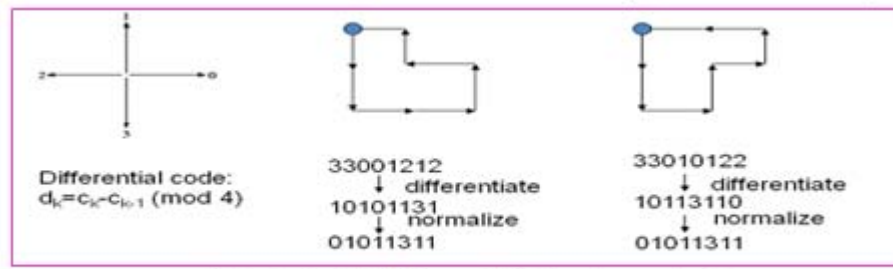 1
2
0
3
Differential code:
dₖ=cₖ-cₖ₋₁ (mod 4)
33001212
differentiate
10101131
normalize
01011311
33010122
differentiate
10113110
normalize
01011311